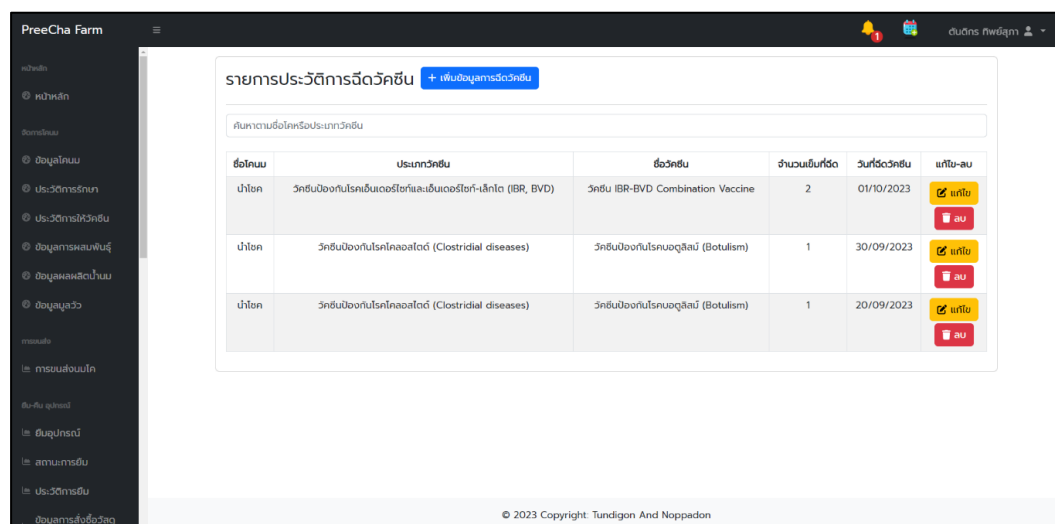 PreeCha Farm
1
ตันติกร ทิพย์สุภา
หน้าหลัก
หน้าหลัก
จัดการโคนม
ข้อมูลโคนม
ประวัติการรักษา
ประวัติการให้วัคซีน
ข้อมูลการผสมพันธุ์
ข้อมูลผลผลิตน้ำนม
ข้อมูลมูลวัว
การขนส่ง
การขนส่งนมโค
ยืม-คืน อุปกรณ์
ยืมอุปกรณ์
สถานะการยืม
ประวัติการยืม
ข้อมูลการสั่งซื้อวัสดุ
รายการประวัติการฉีดวัคซีน
+ เพิ่มข้อมูลการฉีดวัคซีน
ค้นหาตามชื่อโคหรือประเภทวัคซีน
ชื่อโคนม ประเภทวัคซีน ชื่อวัคซีน จำนวนเข็มที่ฉีด วันที่ฉีดวัคซีน แก้ไข-ลบ
นำโชค วัคซีนป้องกันโรคเอ็นเดอร์ไซท์และเอ็นเดอร์ไซท์-เล็กโต (IBR, BVD) วัคซีน IBR-BVD Combination Vaccine 2 01/10/2023 แก้ไข
ลบ
นำโชค วัคซีนป้องกันโรคโคลอสไตด์ (Clostridial diseases) วัคซีนป้องกันโรคบอตูลิสม์ (Botulism) 1 30/09/2023 แก้ไข
ลบ
นำโชค วัคซีนป้องกันโรคโคลอสไตด์ (Clostridial diseases) วัคซีนป้องกันโรคบอตูลิสม์ (Botulism) 1 20/09/2023 แก้ไข
ลบ
© 2023 Copyright: Tundigon And Noppadon